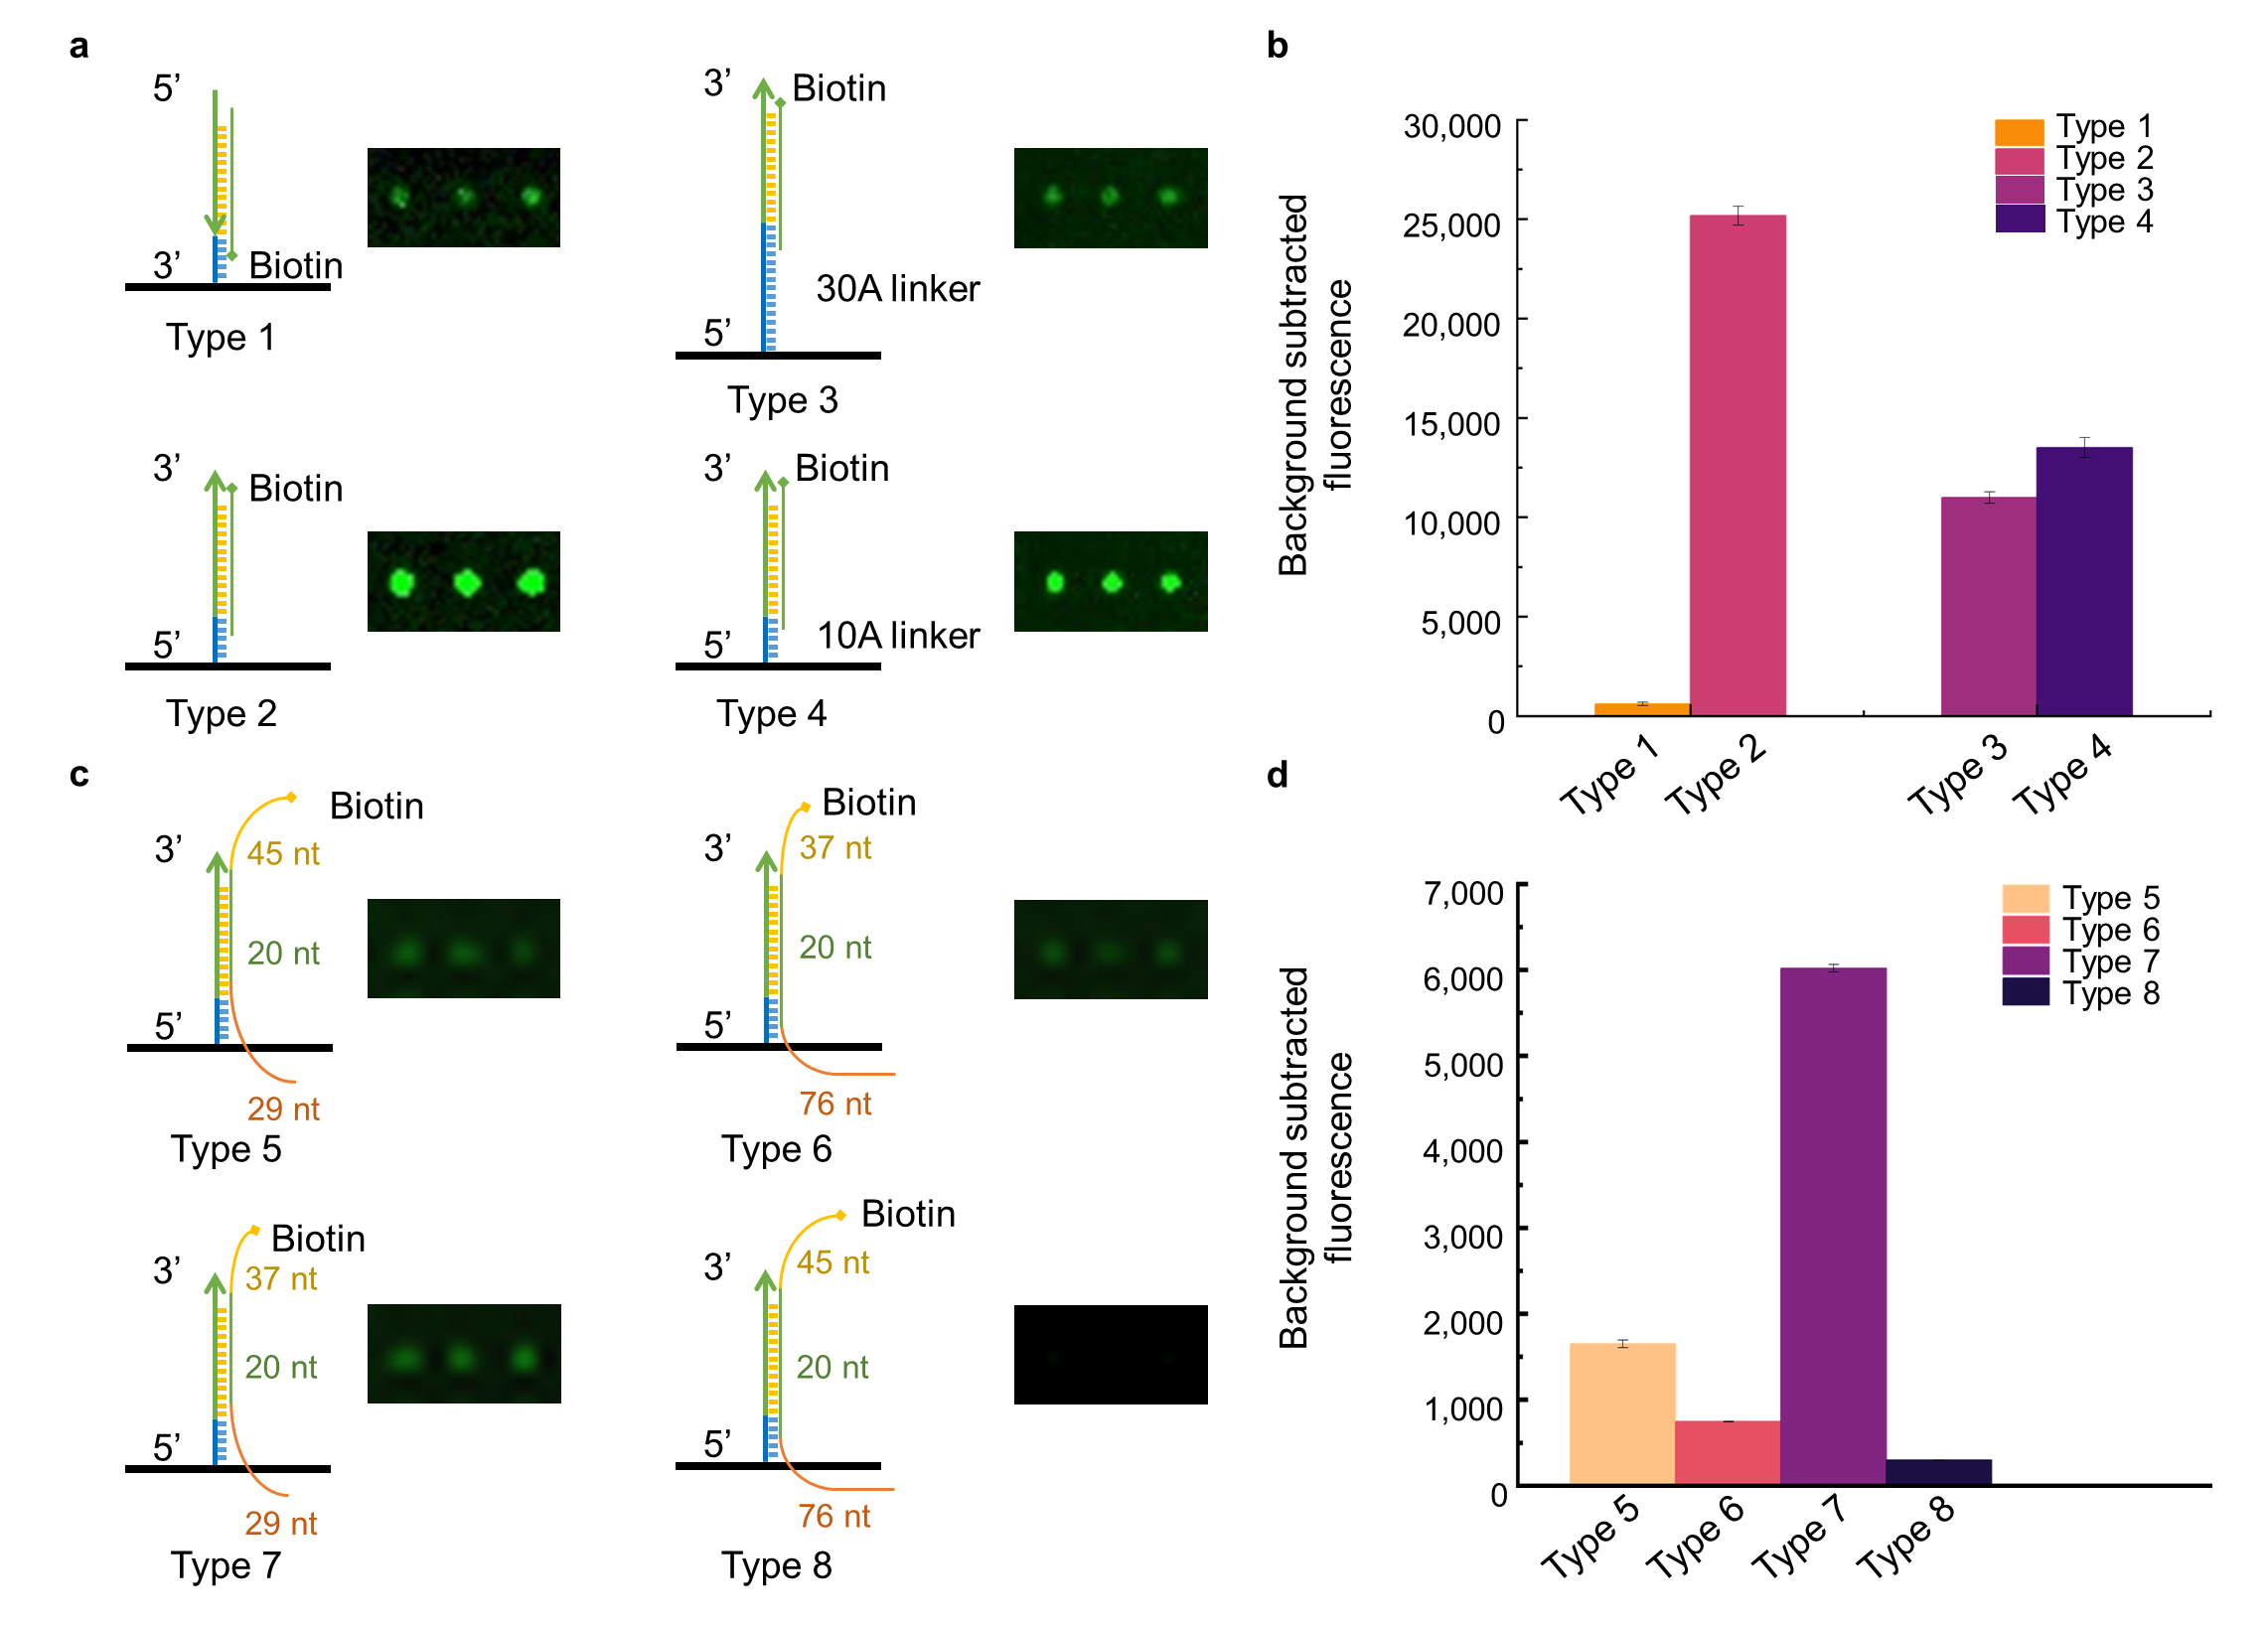 a
5’
Biotin
3’
Type 1
3’
Biotin
30A linker
5’
Type 3
3’
Biotin
5’
Type 2
3’
Biotin
10A linker
5’
Type 4
b
Background subtracted
fluorescence
30,000
25,000
20,000
15,000
10,000
5,000
0
Type 1
Type 2
Type 3
Type 4
Type 1
Type 2
Type 3
Type 4
c
Biotin
3’
45 nt
20 nt
5’
29 nt
Type 5
Biotin
3’
37 nt
20 nt
5’
76 nt
Type 6
Biotin
3’
37 nt
20 nt
5’
29 nt
Type 7
Biotin
3’
45 nt
20 nt
5’
76 nt
Type 8
d
Background subtracted
fluorescence
7,000
6,000
5,000
4,000
3,000
2,000
1,000
0
Type 5
Type 6
Type 7
Type 8
Type 5
Type 6
Type 7
Type 8